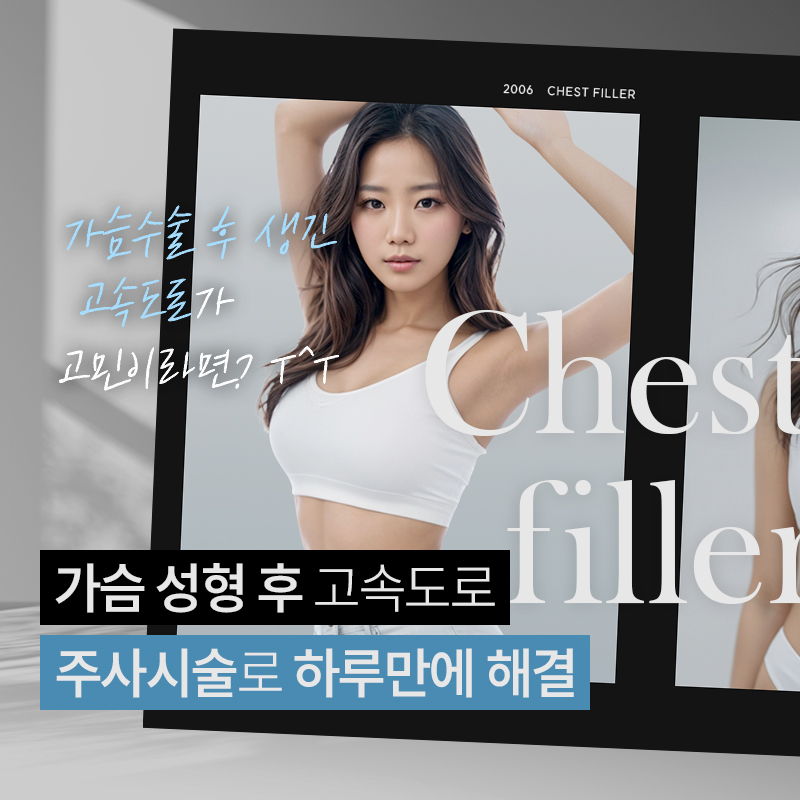 2006 CHEST FILLER
가슴수술 후 생긴
고속도로가
고민이라면? ㅜ^ㅜ
Chest
filler
가슴 성형 후 고속도로
주사시술로 하루만에 해결